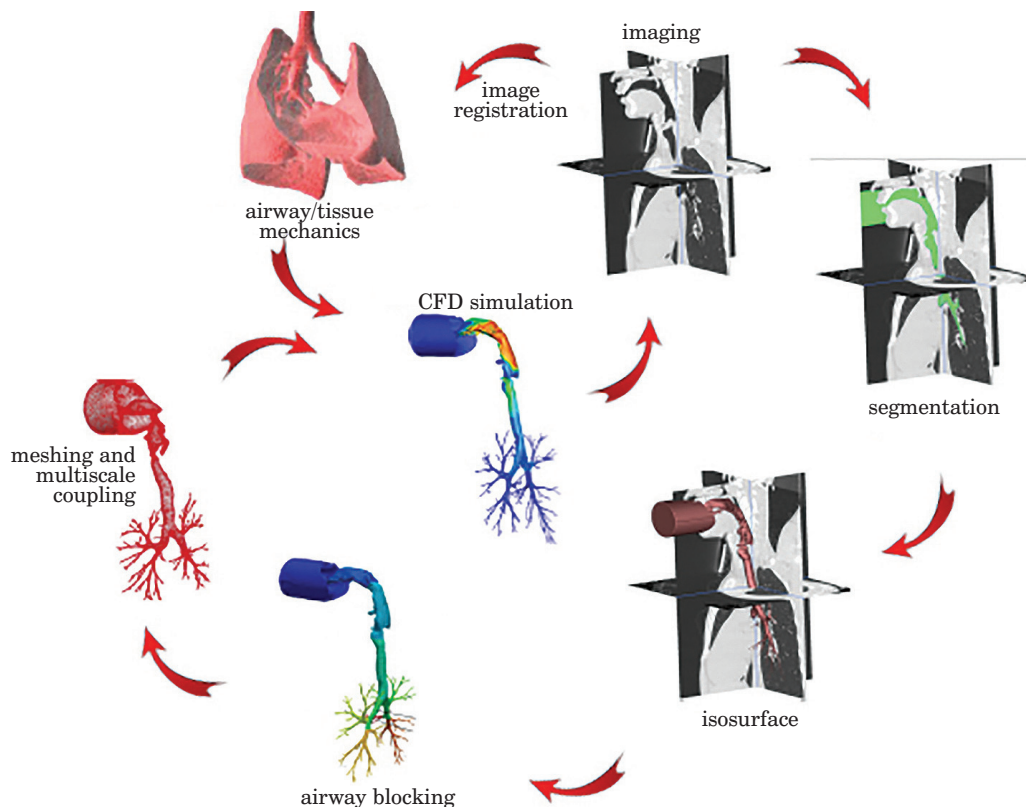 imaging
image
registration
airway/tissue
mechanics
CFD simulation
segmentation
meshing and
multiscale
coupling
isosurface
airway blocking